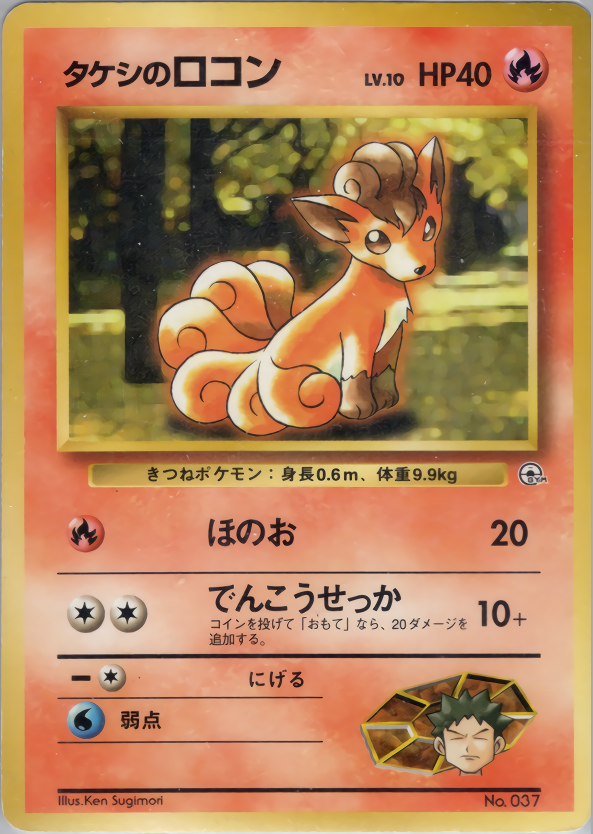 タケシのロコン LV.10 HP40
きつねポケモン：身長0.6m、体重9.9kg
GYM
ほのお 20
でんこうせっか 10+
コインを投げて「おもて」なら、20ダメージを
追加する。
にげる
弱点
Illus.Ken Sugimori No. 037